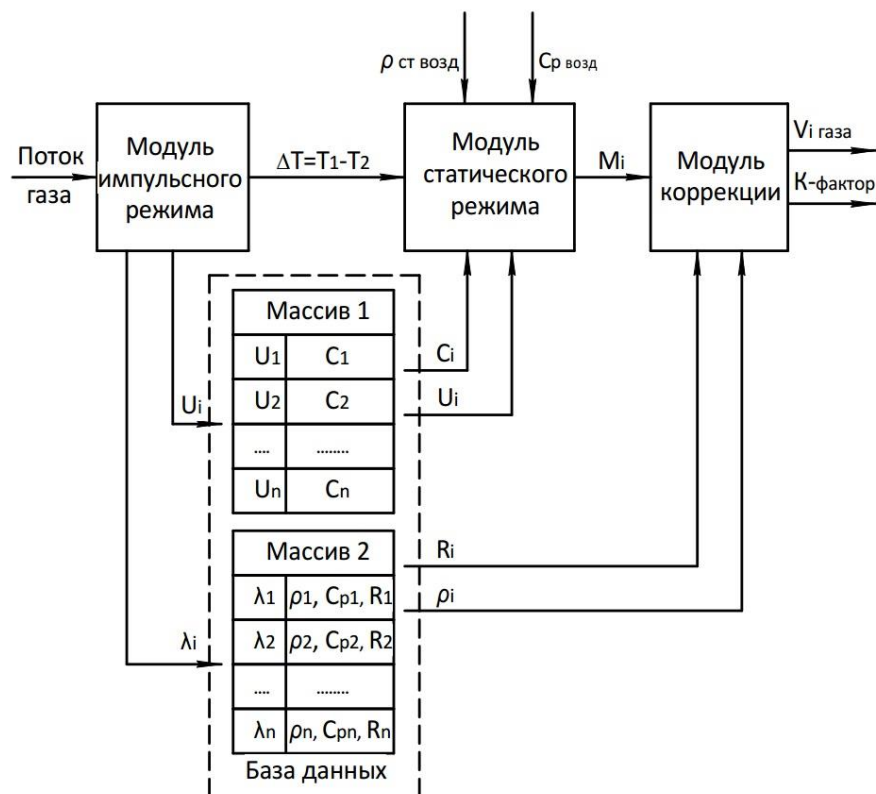 ρ ст возд
Cp возд
Поток
газа
Модуль
импульсного
режима
ΔT=T1-T2
Модуль
статического
режима
Mi
Модуль
коррекции
Vi газа
К-фактор
Массив 1
U1 C1
U2 C2
.... ........
Un Cn
Ui
Ci
Ui
Массив 2
λ1 ρ1, Cp1, R1
λ2 ρ2, Cp2, R2
.... ........
λn ρn, Cpn, Rn
λi
Ri
ρi
База данных